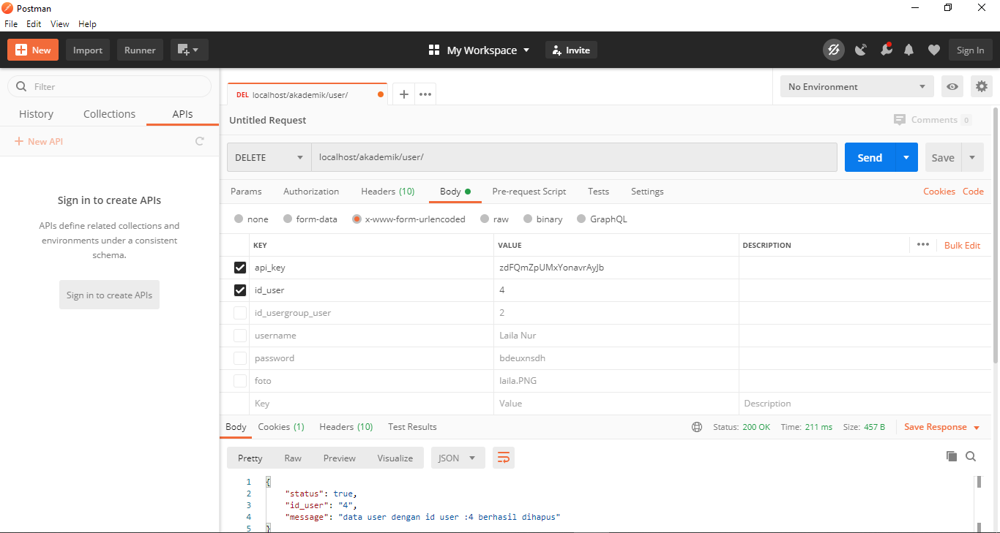 Postman
File Edit View Help
New Import Runner My Workspace Invite Sign In
Filter
History Collections APIs
+ New API
Sign in to create APIs
APIs define related collections and
environments under a consistent
schema.
Sign in to create APIs
DEL localhost/akademik/user/ + •••
No Environment
Untitled Request
Comments 0
DELETE localhost/akademik/user/ Send Save
Params Authorization Headers (10) Body Pre-request Script Tests Settings Cookies Code
none form-data x-www-form-urlencoded raw binary GraphQL
KEY VALUE DESCRIPTION ••• Bulk Edit
api_key zdFQmZpUMxYonavrAyJb
id_user 4
id_usergroup_user 2
username Laila Nur
password bdeuxnsdh
foto laila.PNG
Key Value Description
Body Cookies (1) Headers (10) Test Results Status: 200 OK Time: 211 ms Size: 457 B Save Response
Pretty Raw Preview Visualize JSON
1 {
2 "status": true,
3 "id_user": "4",
4 "message": "data user dengan id user :4 berhasil dihapus"
5 }